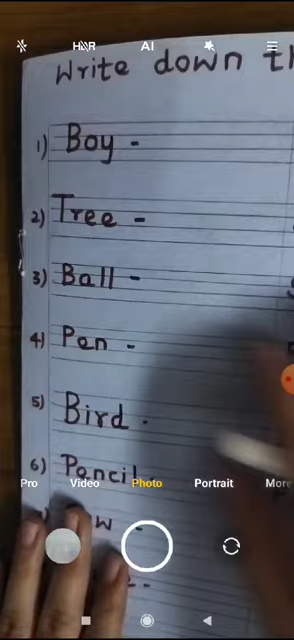 HDR AI
Write down th
1) Boy -
2) Tree -
3) Ball -
4) Pen -
5) Bird -
6) Pencil
Pro Video Photo Portrait More
w -